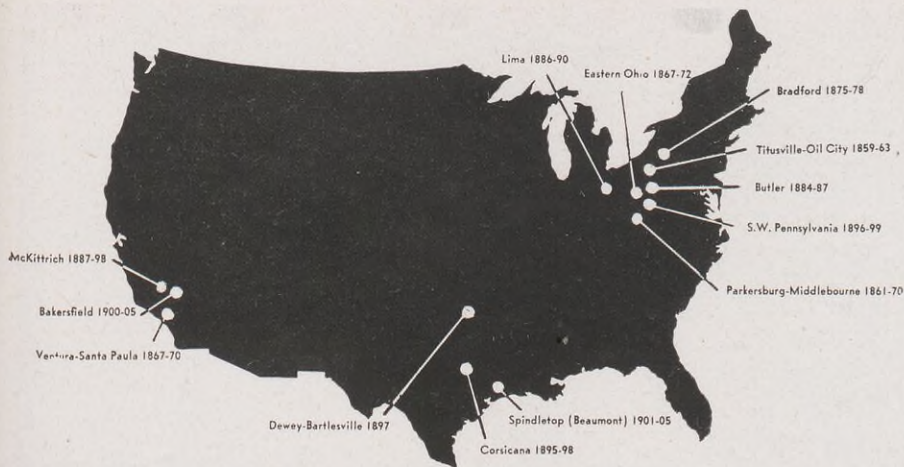 Lima 1886-90
Eastern Ohio 1867-72
Bradford 1875-78
Titusville-Oil City 1859-63
Butler 1884-87
S.W. Pennsylvania 1896-99
Parkersburg-Middlebourne 1861-70
McKittrich 1887-98
Bakersfield 1900-05
Ventura-Santa Paula 1867-70
Dewey-Bartlesville 1897
Spindletop (Beaumont) 1901-05
Corsicana 1895-98